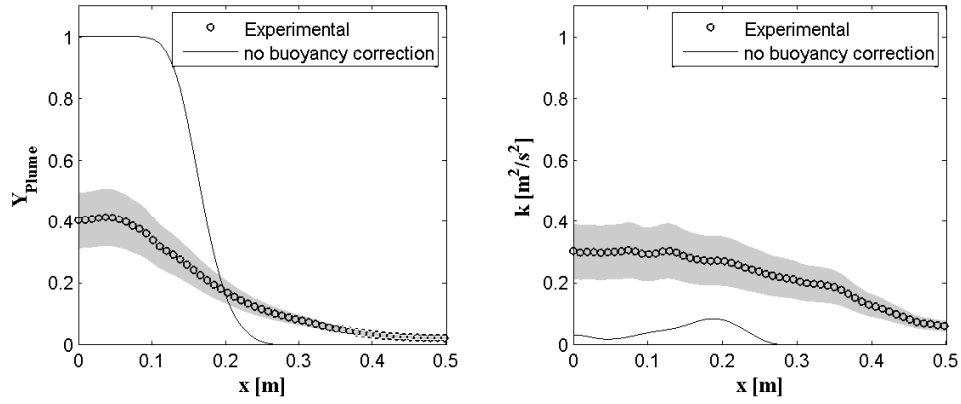 1
0.8
0.6
0.4
0.2
0
Y_Plume
0 0.1 0.2 0.3 0.4 0.5
x [m]
Experimental
no buoyancy correction
1
0.8
0.6
0.4
0.2
0
k [m²/s²]
0 0.1 0.2 0.3 0.4 0.5
x [m]
Experimental
no buoyancy correction